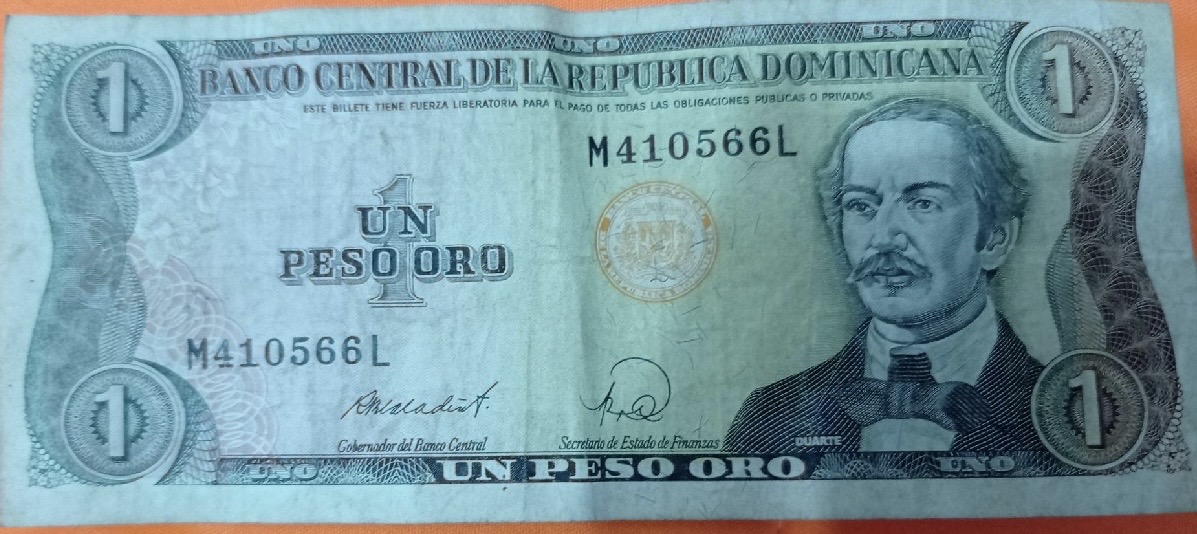 UNO UNO UNO
1 1
BANCO CENTRAL DE LA REPUBLICA DOMINICANA
ESTE BILLETE TIENE FUERZA LIBERATORIA PARA EL PAGO DE TODAS LAS OBLIGACIONES PUBLICAS O PRIVADAS
M410566L
1
UN
PESO ORO
M410566L
1 1
Gobernador del Banco Central
Secretario de Estado de Finanzas
DUARTE
UNO UN PESO ORO UNO